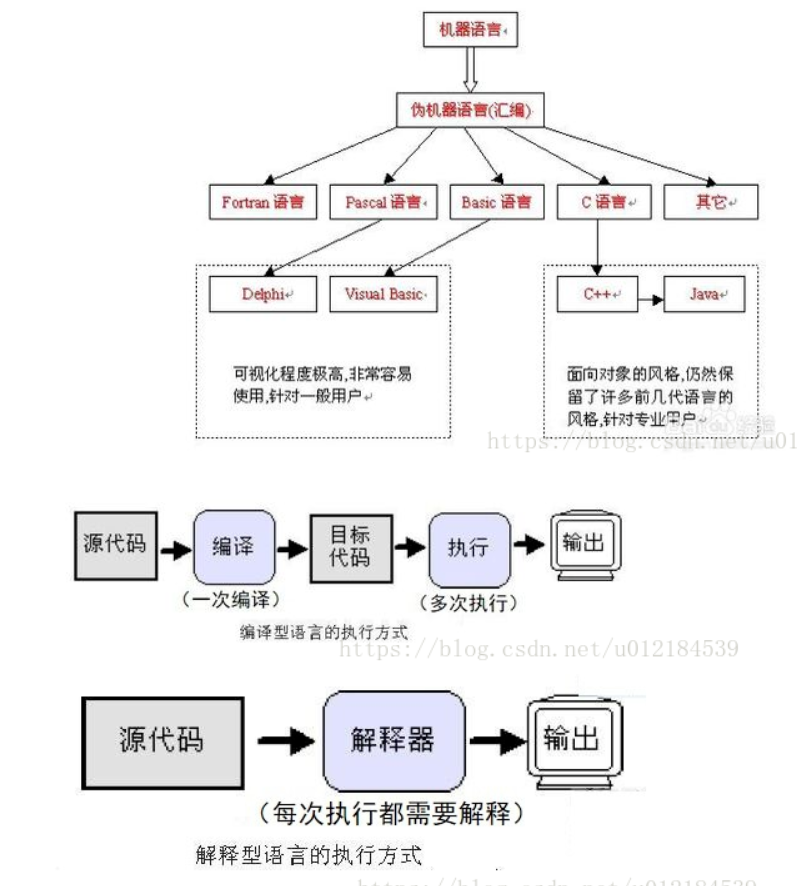 机器语言
伪机器语言(汇编)
Fortran 语言
Pascal 语言
Basic 语言
C 语言
其它
Delphi
Visual Basic
C++
Java
可视化程度极高,非常容易
使用,针对一般用户
面向对象的风格,仍然保
留了许多前几代语言的
风格,针对专业用户
https://blog.csdn.net/u01
源代码
编译
目标
代码
执行
输出
(一次编译)
(多次执行)
编译型语言的执行方式
https://blog.csdn.net/u012184539
源代码
解释器
输出
(每次执行都需要解释)
解释型语言的执行方式
https://blog.csdn.net/u012184539